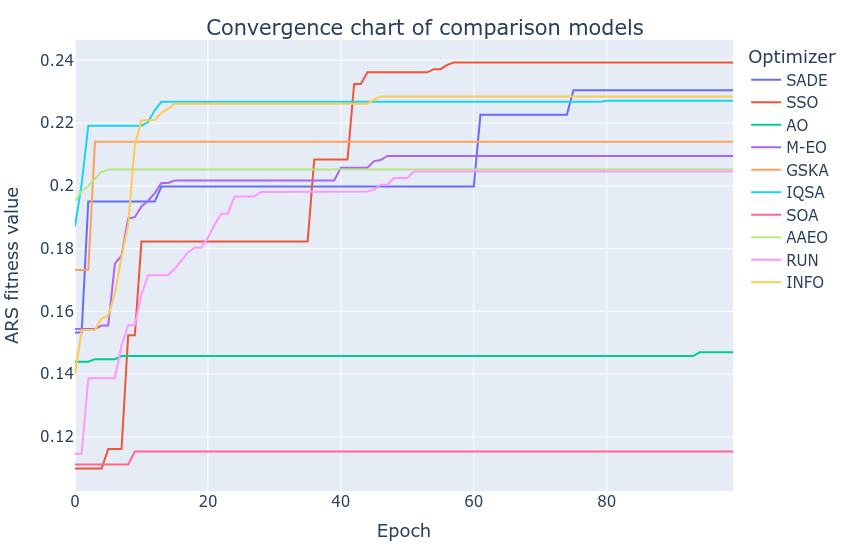 Convergence chart of comparison models
ARS fitness value
0.24
0.22
0.2
0.18
0.16
0.14
0.12
0
20
40
60
80
Epoch
Optimizer
SADE
SSO
AO
M-EO
GSKA
IQSA
SOA
AAEO
RUN
INFO